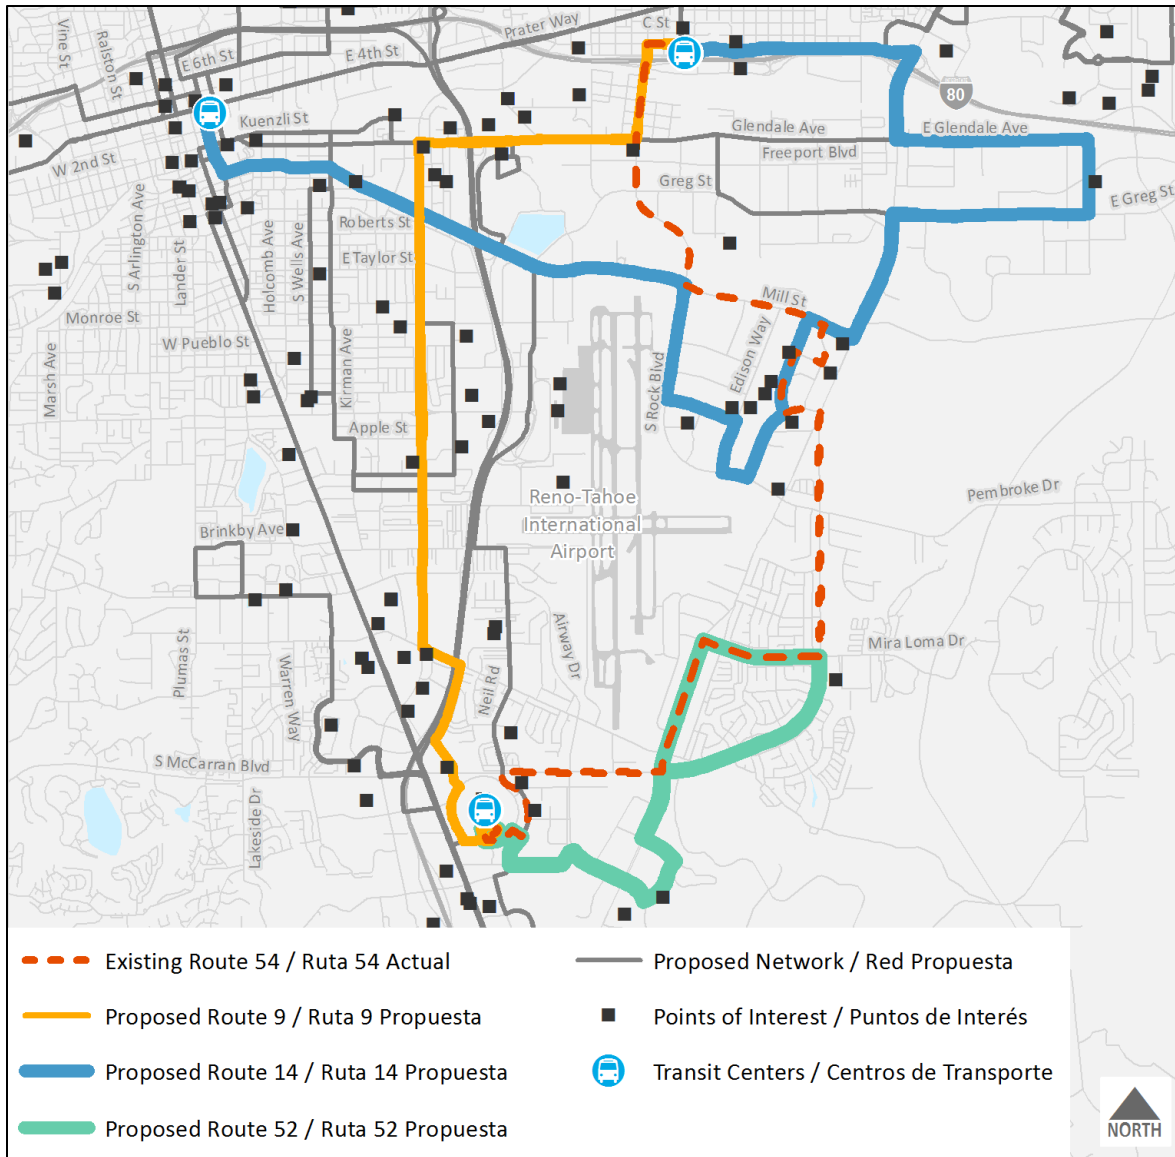 C St
Prater Way
Vine St
Ralston St
E 6th St
E 4th St
80
Kuenzli St
Glendale Ave
E Glendale Ave
W 2nd St
Freeport Blvd
Greg St
E Greg St
S Arlington Ave
Lander St
Holcomb Ave
S Wells Ave
Roberts St
E Taylor St
Mill St
Monroe St
W Pueblo St
Marsh Ave
Kirman Ave
Edison Way
S Rock Blvd
Apple St
Reno-Tahoe
International
Airport
Pembroke Dr
Brinkby Ave
Plumas St
Warren Way
Neil Rd
Airway Dr
Mira Loma Dr
S McCarran Blvd
Lakeside Dr
Existing Route 54 / Ruta 54 Actual
Proposed Route 9 / Ruta 9 Propuesta
Proposed Route 14 / Ruta 14 Propuesta
Proposed Route 52 / Ruta 52 Propuesta
Proposed Network / Red Propuesta
Points of Interest / Puntos de Interés
Transit Centers / Centros de Transporte
NORTH